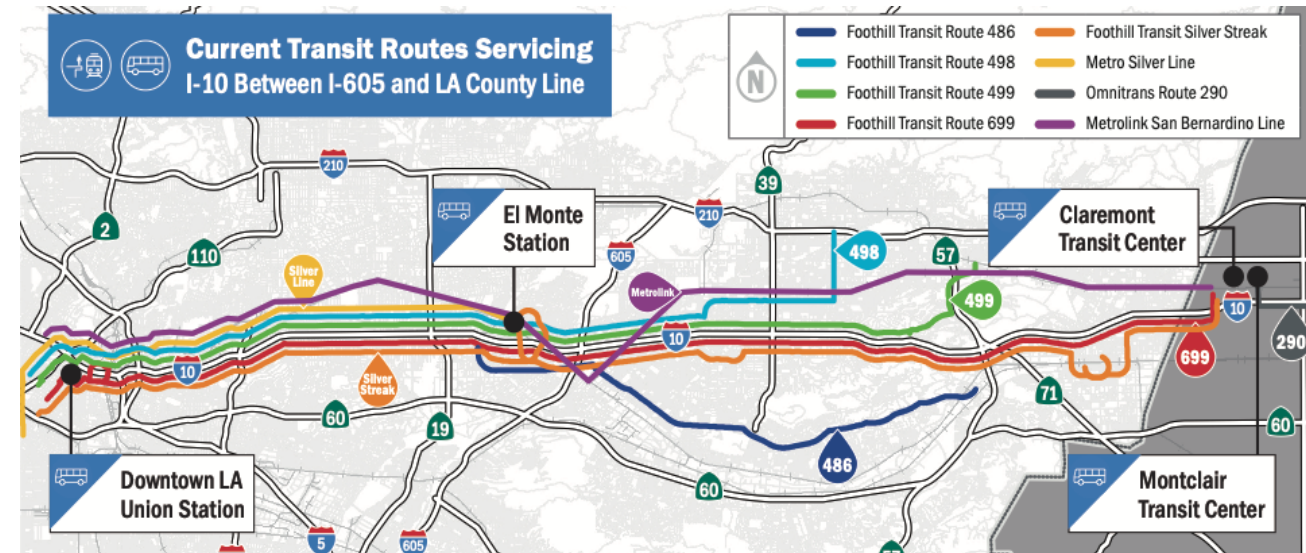 Current Transit Routes Servicing
I-10 Between I-605 and LA County Line
N
Foothill Transit Route 486
Foothill Transit Route 498
Foothill Transit Route 499
Foothill Transit Route 699
Foothill Transit Silver Streak
Metro Silver Line
Omnitrans Route 290
Metrolink San Bernardino Line
210
39
El Monte
Station
210
Claremont
Transit Center
2
110
605
57
498
Silver
Line
Metrolink
499
10
10
10
290
699
Silver
Streak
71
60
19
60
486
60
Downtown LA
Union Station
Montclair
Transit Center
5
605
57